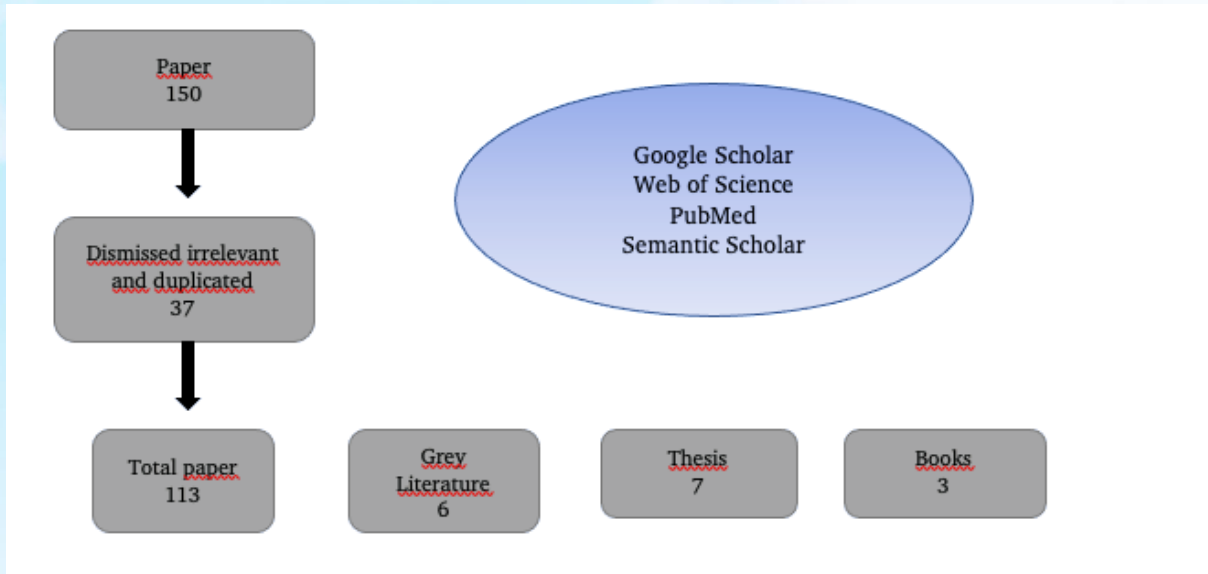 Paper
150
Google Scholar
Web of Science
PubMed
Semantic Scholar
Dismissed irrelevant
and duplicated
37
Total paper
113
Grey
Literature
6
Thesis
7
Books
3